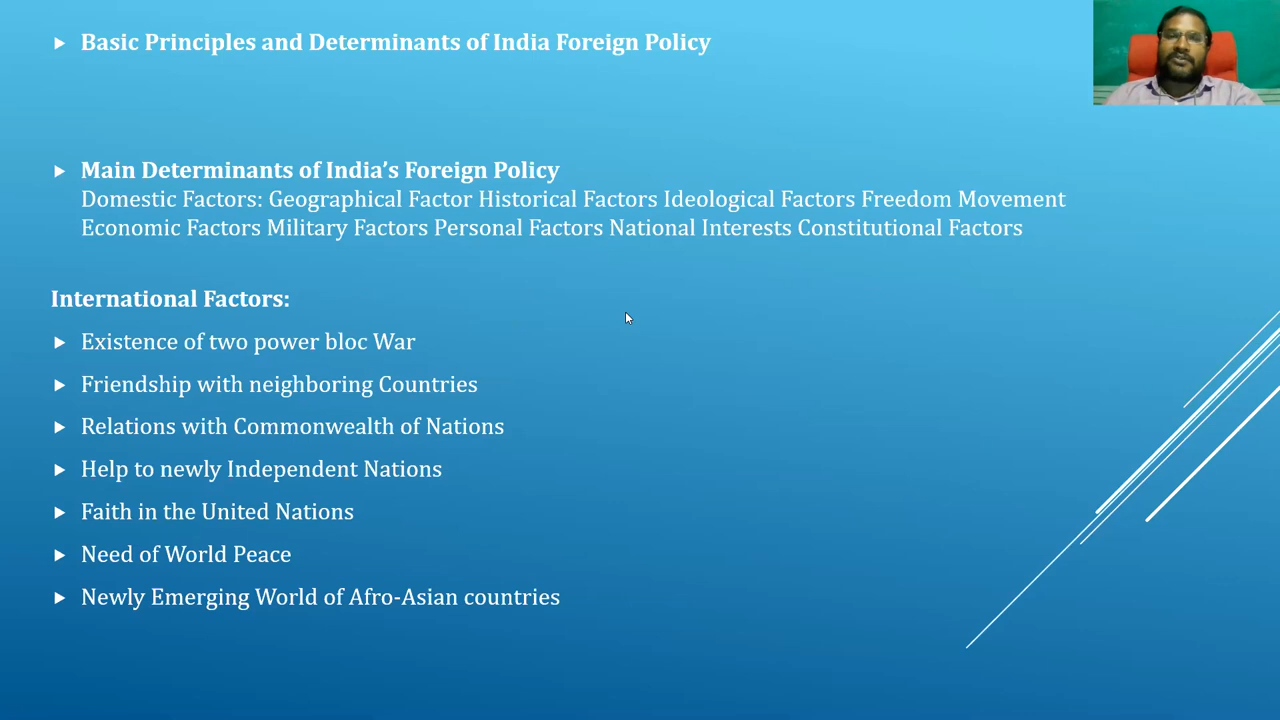 Basic Principles and Determinants of India Foreign Policy
Main Determinants of India’s Foreign Policy
Domestic Factors: Geographical Factor Historical Factors Ideological Factors Freedom Movement
Economic Factors Military Factors Personal Factors National Interests Constitutional Factors
International Factors:
Existence of two power bloc War
Friendship with neighboring Countries
Relations with Commonwealth of Nations
Help to newly Independent Nations
Faith in the United Nations
Need of World Peace
Newly Emerging World of Afro-Asian countries